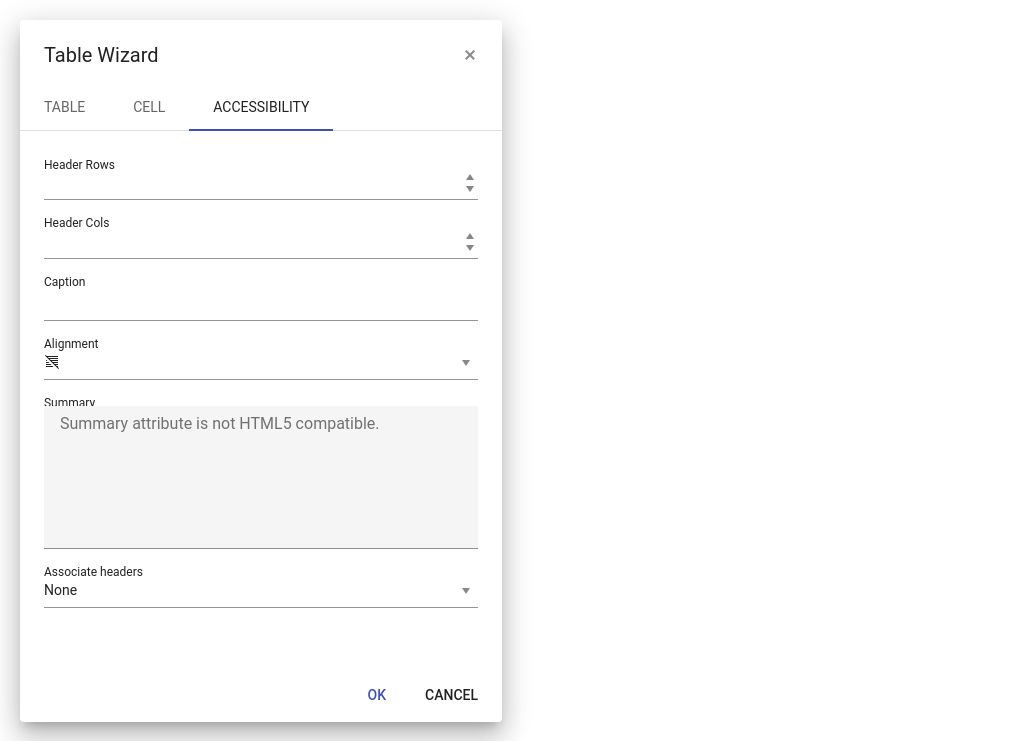 Table Wizard
TABLE CELL ACCESSIBILITY
Header Rows
Header Cols
Caption
Alignment
Summary
Summary attribute is not HTML5 compatible.
Associate headers
None
OK CANCEL